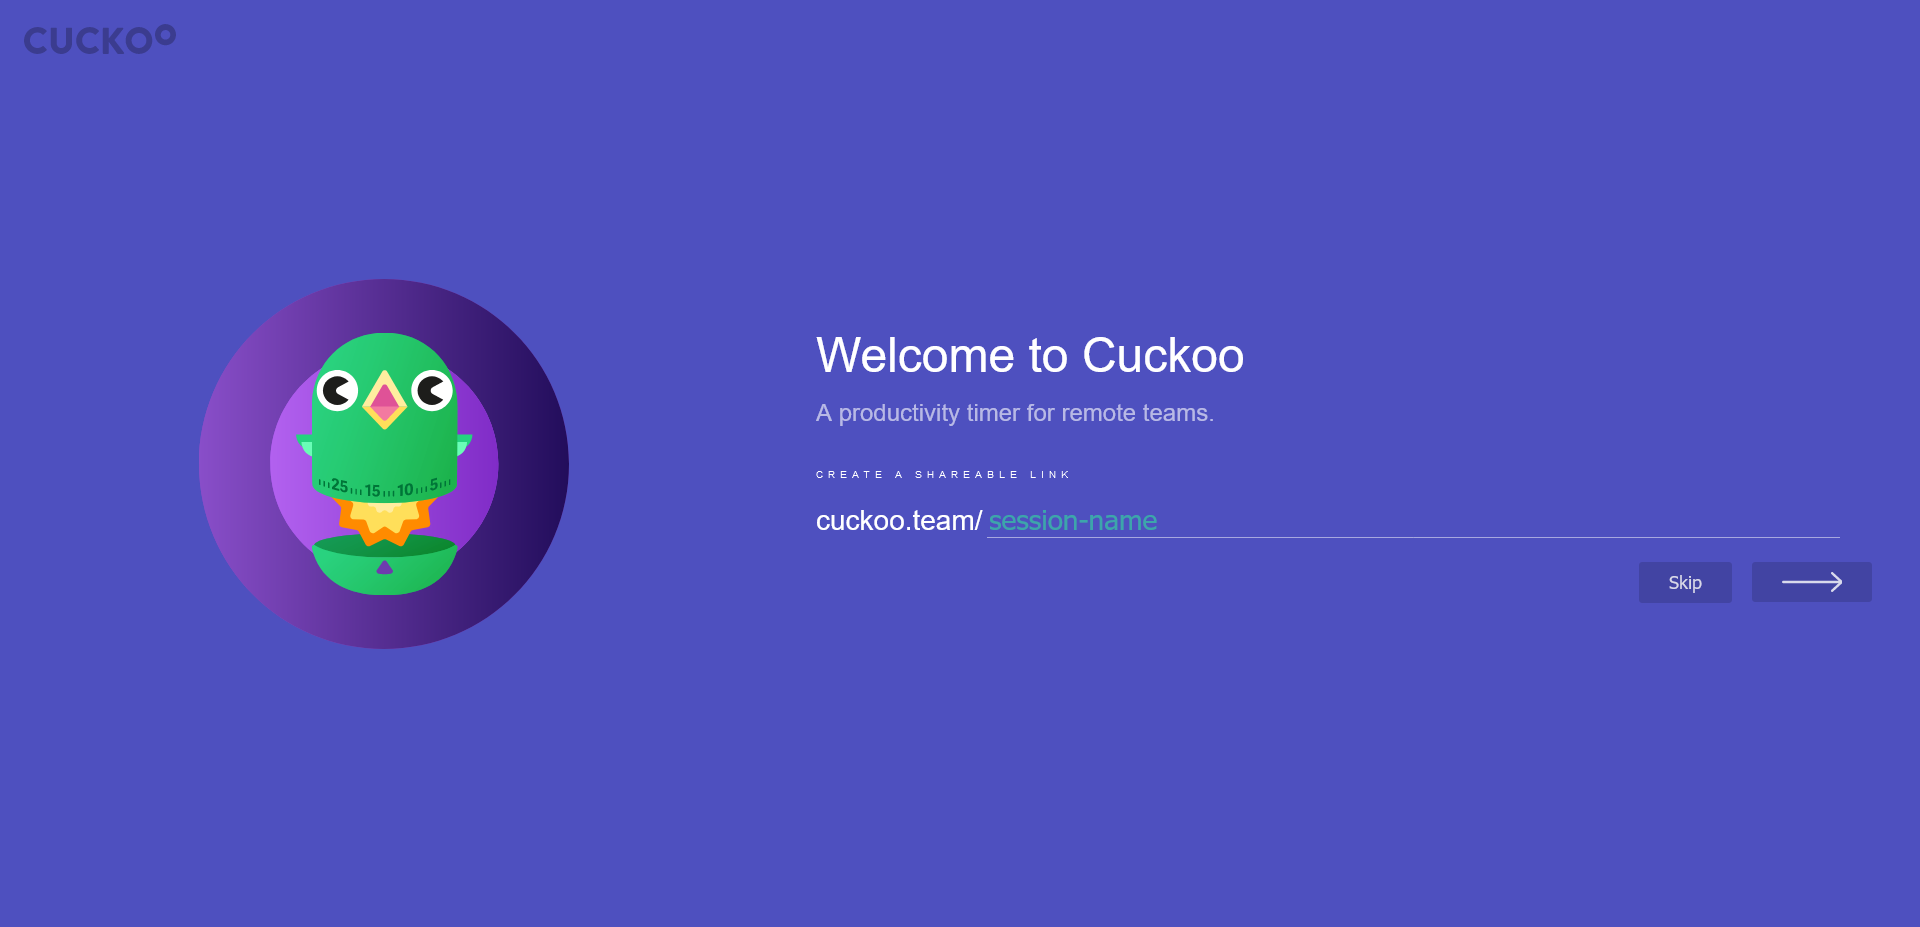 CUCKOO
Welcome to Cuckoo
A productivity timer for remote teams.
CREATE A SHAREABLE LINK
cuckoo.team/ session-name
Skip
25 15 10 5